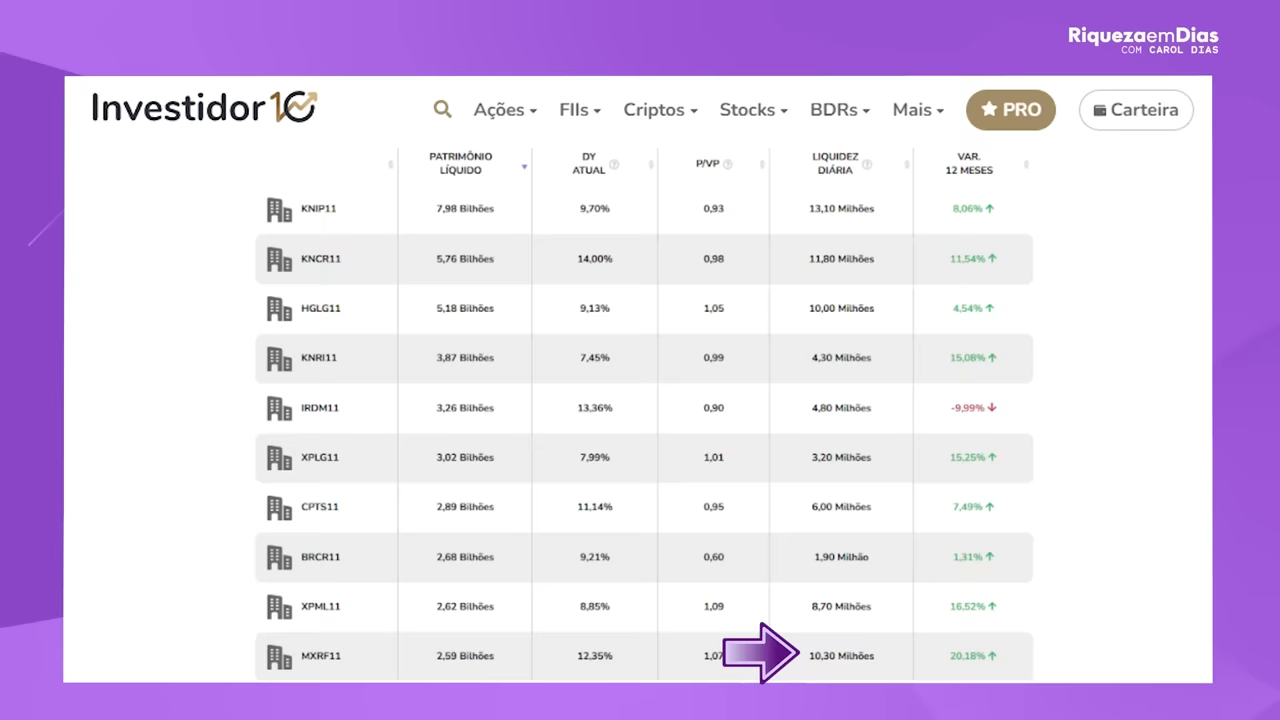 RiquezaemDias
COM CAROL DIAS
Investidor10
Ações FIIs Criptos Stocks BDRs Mais PRO Carteira
PATRIMÔNIO LÍQUIDO DY ATUAL P/VP LIQUIDEZ DIÁRIA VAR. 12 MESES
KNIP11 7,98 Bilhões 9,70% 0,93 13,10 Milhões 8,06%
KNCR11 5,76 Bilhões 14,00% 0,98 11,80 Milhões 11,54%
HGLG11 5,18 Bilhões 9,13% 1,05 10,00 Milhões 4,54%
KNRI11 3,87 Bilhões 7,45% 0,99 4,30 Milhões 15,08%
IRDM11 3,26 Bilhões 13,36% 0,90 4,80 Milhões -9,99%
XPLG11 3,02 Bilhões 7,99% 1,01 3,20 Milhões 15,25%
CPTS11 2,89 Bilhões 11,14% 0,95 6,00 Milhões 7,49%
BRCR11 2,68 Bilhões 9,21% 0,60 1,90 Milhão 1,31%
XPML11 2,62 Bilhões 8,85% 1,09 8,70 Milhões 16,52%
MXRF11 2,59 Bilhões 12,35% 1,07 10,30 Milhões 20,18%